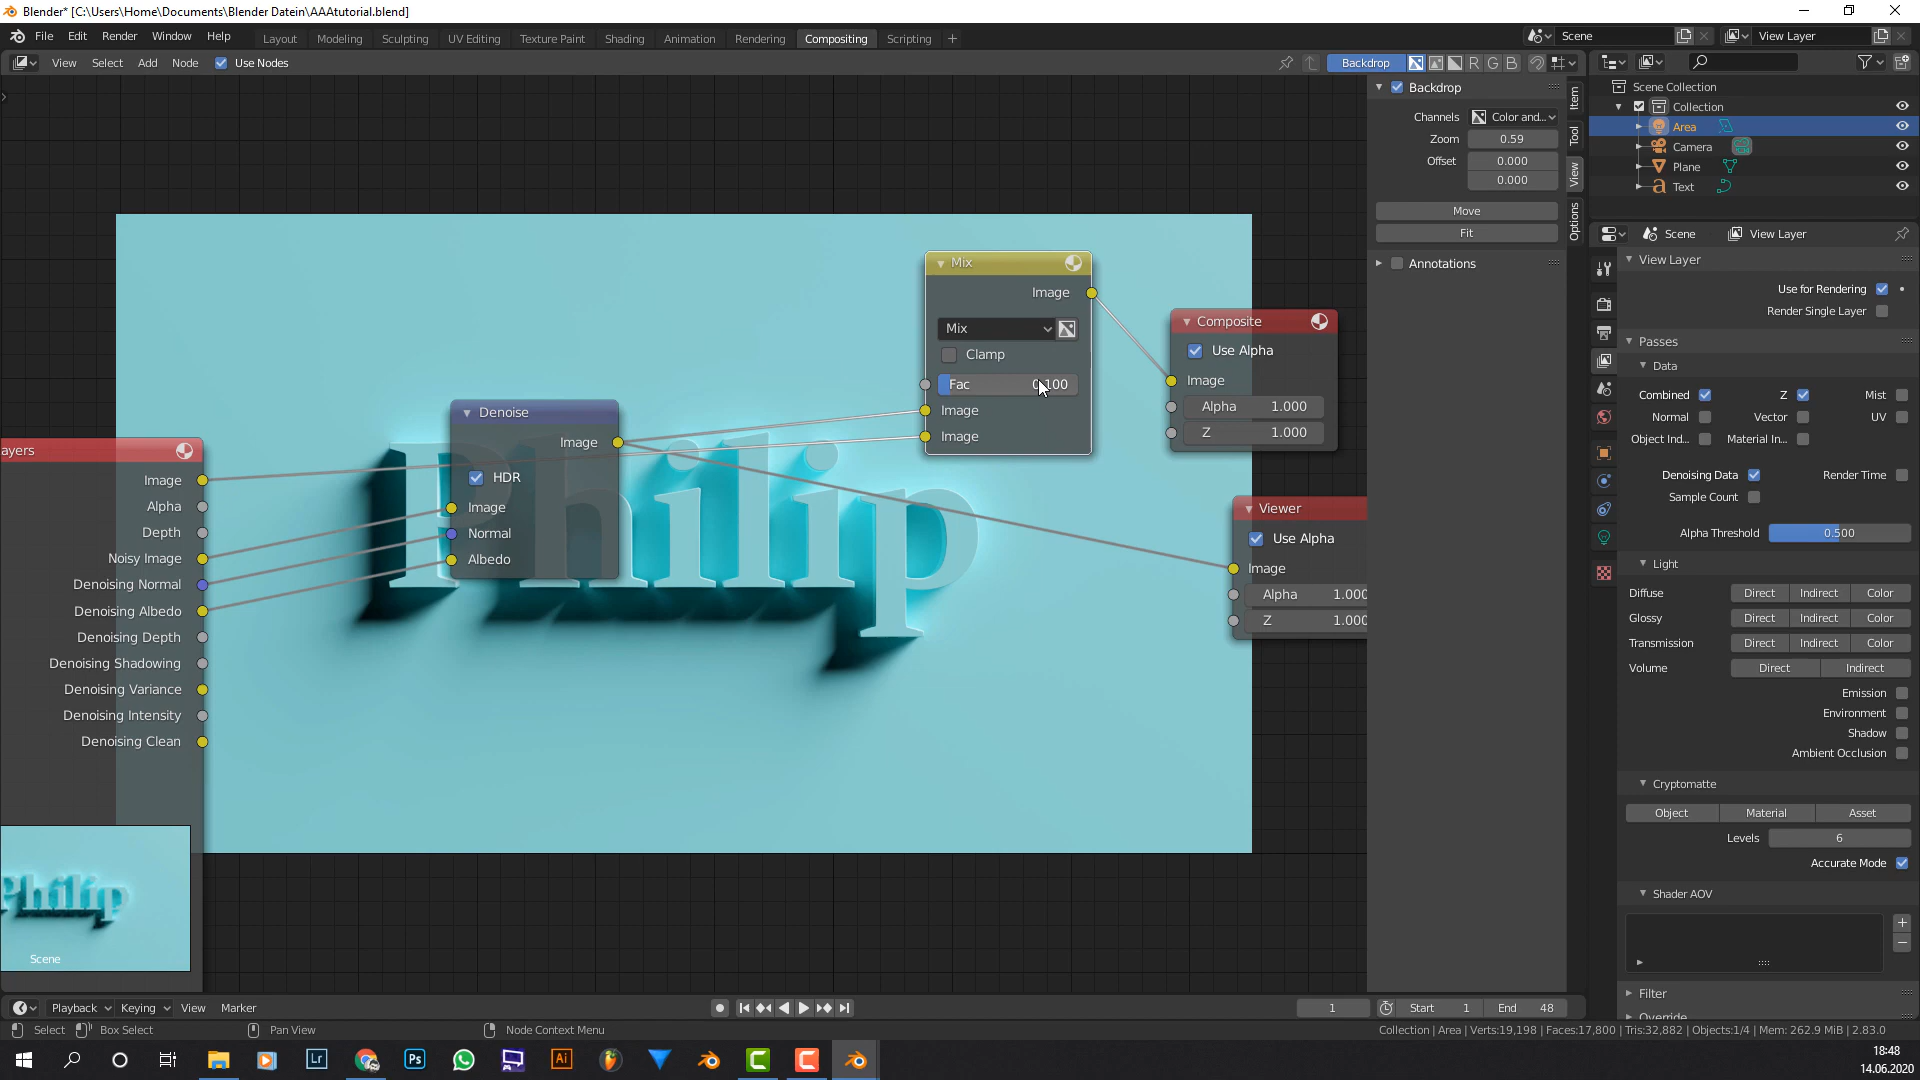 Blender* [C:\Users\Home\Documents\Blender Datein\AAAtutorial.blend]
File Edit Render Window Help
Layout Modeling Sculpting UV Editing Texture Paint Shading Animation Rendering Compositing Scripting +
Scene
View Layer
View Select Add Node Use Nodes
Backdrop R G B
Backdrop
Channels Color and...
Zoom 0.59
Offset 0.000
0.000
Move
Fit
Annotations
Item
Tool
View
Options
Scene Collection
Collection
Area
Camera
Plane
Text
Scene View Layer
View Layer
Use for Rendering
Render Single Layer
Passes
Data
Combined Z Mist
Normal Vector UV
Object Ind... Material In...
Denoising Data Render Time
Sample Count
Alpha Threshold 0.500
Light
Diffuse Direct Indirect Color
Glossy Direct Indirect Color
Transmission Direct Indirect Color
Volume Direct Indirect
Emission
Environment
Shadow
Ambient Occlusion
Cryptomatte
Object Material Asset
Levels 6
Accurate Mode
Shader AOV
Filter
Override
ayers
Image
Alpha
Depth
Noisy Image
Denoising Normal
Denoising Albedo
Denoising Depth
Denoising Shadowing
Denoising Variance
Denoising Intensity
Denoising Clean
Philip
Scene
Denoise
Image
HDR
Image
Normal
Albedo
Philip
Mix
Image
Mix
Clamp
Fac 0.100
Image
Image
Composite
Use Alpha
Image
Alpha 1.000
Z 1.000
Viewer
Use Alpha
Image
Alpha 1.000
Z 1.000
Playback Keying View Marker
1 Start 1 End 48
Select Box Select Pan View Node Context Menu
Collection | Area | Verts:19,198 | Faces:17,800 | Tris:32,882 | Objects:1/4 | Mem: 262.9 MiB | 2.83.0
Lr Ps Ai
18:48
14.06.2020